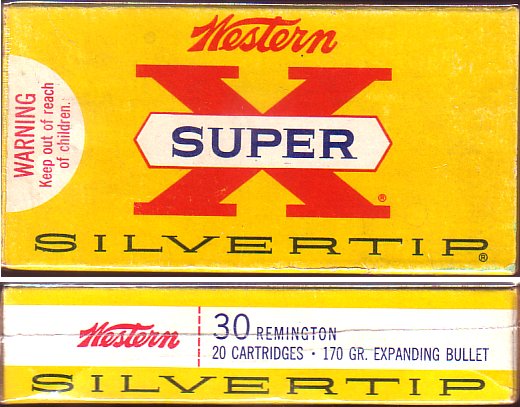 Western
X
SUPER
®
WARNING
Keep out of reach
of children.
SILVERTIP®
Western
30 REMINGTON
20 CARTRIDGES · 170 GR. EXPANDING BULLET
SILVERTIP